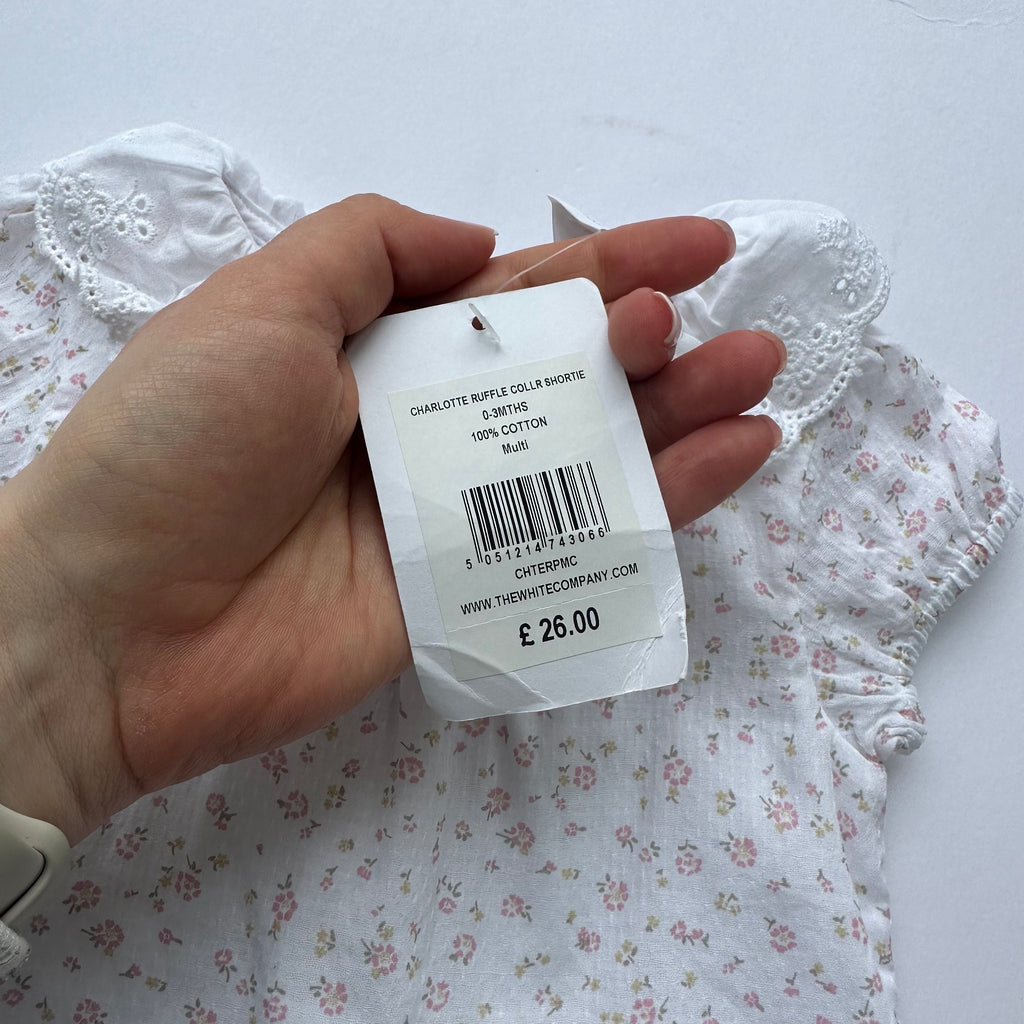 CHARLOTTE RUFFLE COLLR SHORTIE
0-3MTHS
100% COTTON
Multi
5 051214 743066
CHTERPMC
WWW.THEWHITECOMPANY.COM
£ 26.00